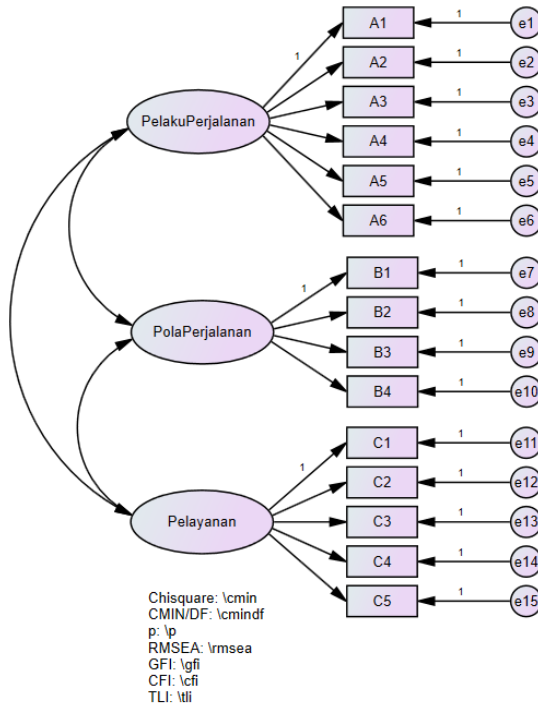 1 A1 1 e1
A2 1 e2
A3 1 e3
PelakuPerjalanan
A4 1 e4
A5 1 e5
A6 1 e6
1 B1 1 e7
B2 1 e8
PolaPerjalanan
B3 1 e9
B4 1 e10
1 C1 1 e11
C2 1 e12
Pelayanan
C3 1 e13
C4 1 e14
C5 1 e15
Chisquare: \cmin
CMIN/DF: \cmindf
p: \p
RMSEA: \rmsea
GFI: \gfi
CFI: \cfi
TLI: \tli